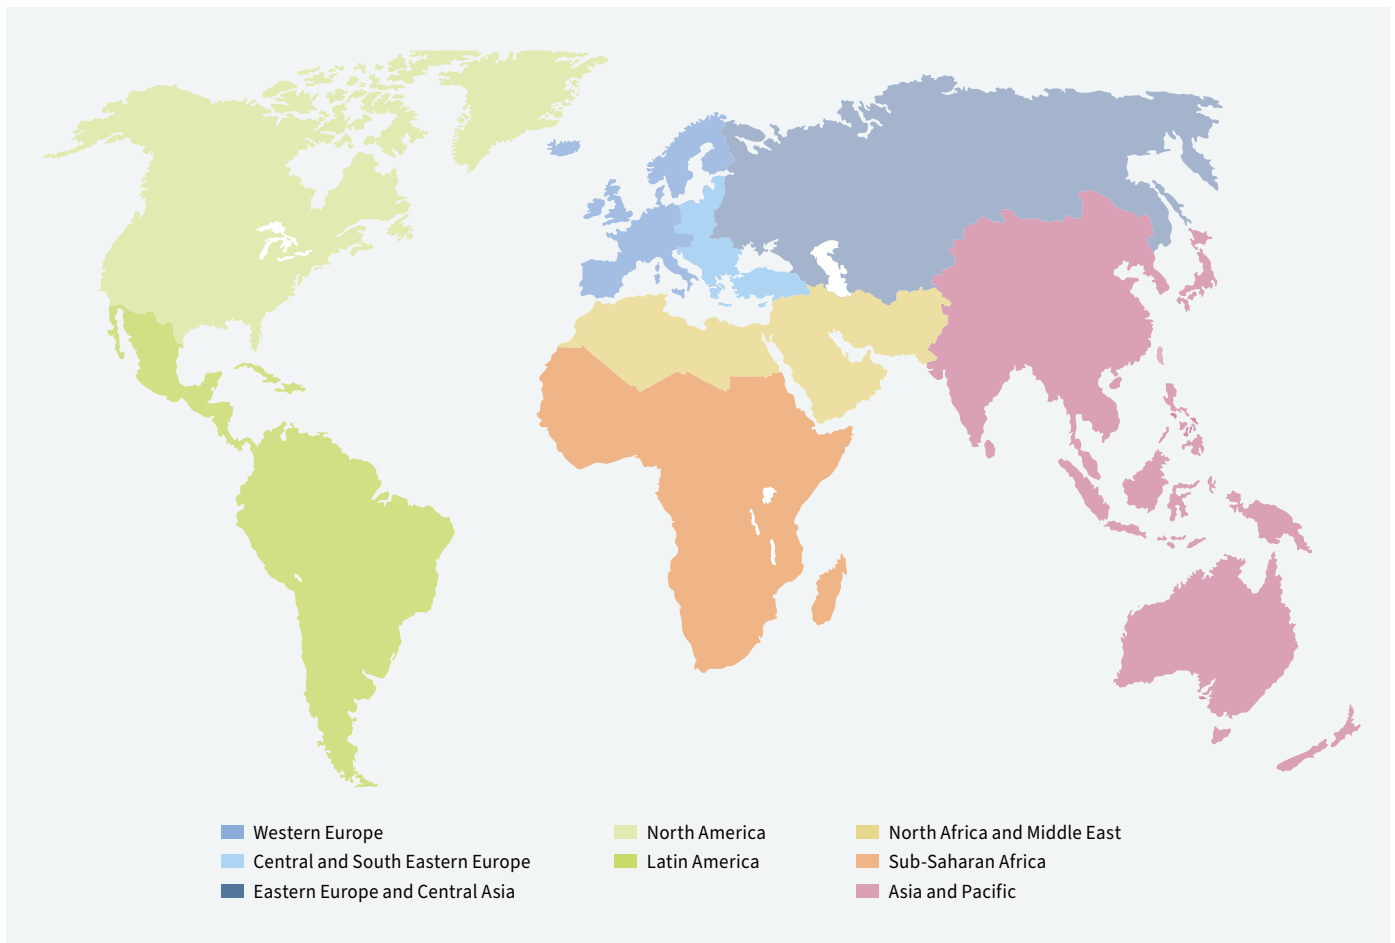 Western Europe
Central and South Eastern Europe
Eastern Europe and Central Asia
North America
Latin America
North Africa and Middle East
Sub-Saharan Africa
Asia and Pacific